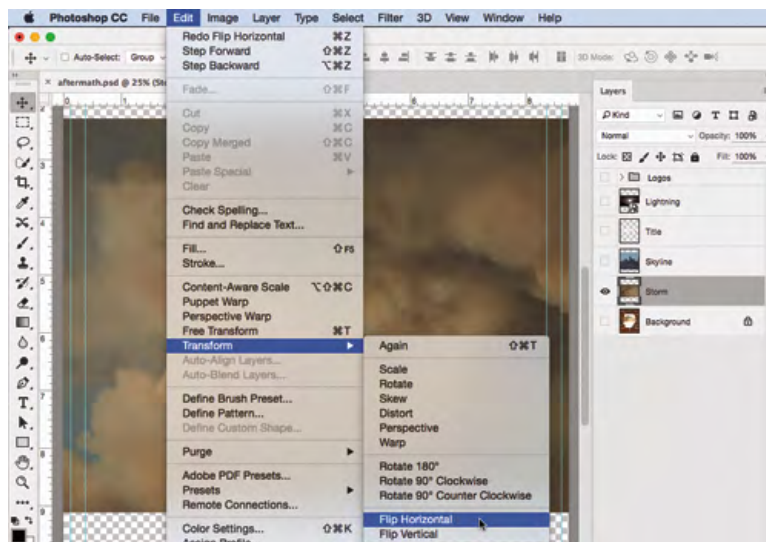 Photoshop CC File Edit Image Layer Type Select Filter 3D View Window Help
Redo Flip Horizontal ⌘Z
Step Forward ⇧⌘Z
Step Backward ⌥⌘Z
Auto-Select: Group
3D Mode:
aftermath.psd @ 25%
Fade... ⇧⌘F
Cut ⌘X
Copy ⌘C
Copy Merged ⇧⌘C
Paste ⌘V
Paste Special
Clear
Check Spelling...
Find and Replace Text...
Fill... ⇧F5
Stroke...
Content-Aware Scale ⌥⇧⌘C
Puppet Warp
Perspective Warp
Free Transform ⌘T
Transform
Auto-Align Layers...
Auto-Blend Layers...
Define Brush Preset...
Define Pattern...
Define Custom Shape...
Purge
Adobe PDF Presets...
Presets
Remote Connections...
Color Settings... ⇧⌘K
Assign Profile
Again ⇧⌘T
Scale
Rotate
Skew
Distort
Perspective
Warp
Rotate 180°
Rotate 90° Clockwise
Rotate 90° Counter Clockwise
Flip Horizontal
Flip Vertical
Layers
Kind
Normal Opacity: 100%
Lock: Fill: 100%
Logos
Lightning
Title
Skyline
Storm
Background